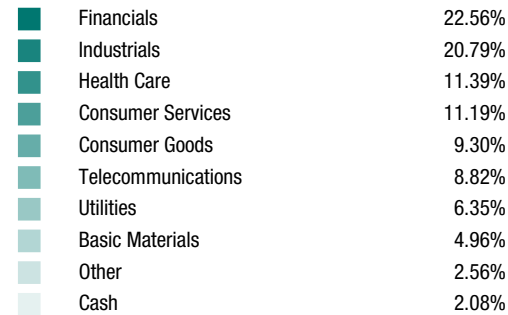 Financials 22.56%
Industrials 20.79%
Health Care 11.39%
Consumer Services 11.19%
Consumer Goods 9.30%
Telecommunications 8.82%
Utilities 6.35%
Basic Materials 4.96%
Other 2.56%
Cash 2.08%